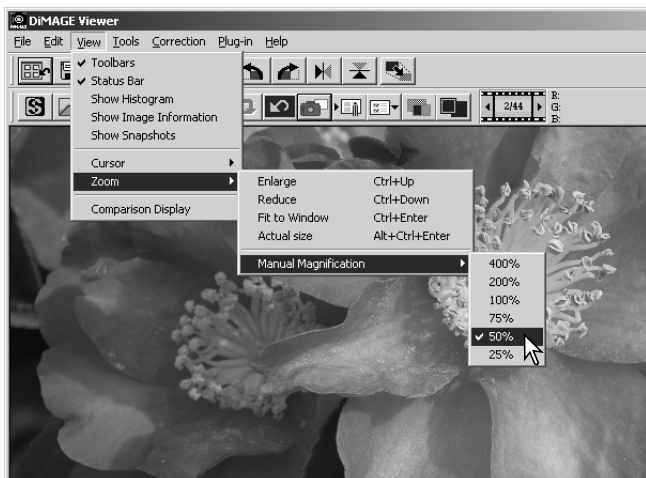 DiMAGE Viewer
File Edit View Tools Correction Plug-in Help
✓ Toolbars
✓ Status Bar
Show Histogram
Show Image Information
Show Snapshots
Cursor
Zoom
Comparison Display
2/44
R:
G:
B:
Enlarge Ctrl+Up
Reduce Ctrl+Down
Fit to Window Ctrl+Enter
Actual size Alt+Ctrl+Enter
Manual Magnification
400%
200%
100%
75%
✓ 50%
25%